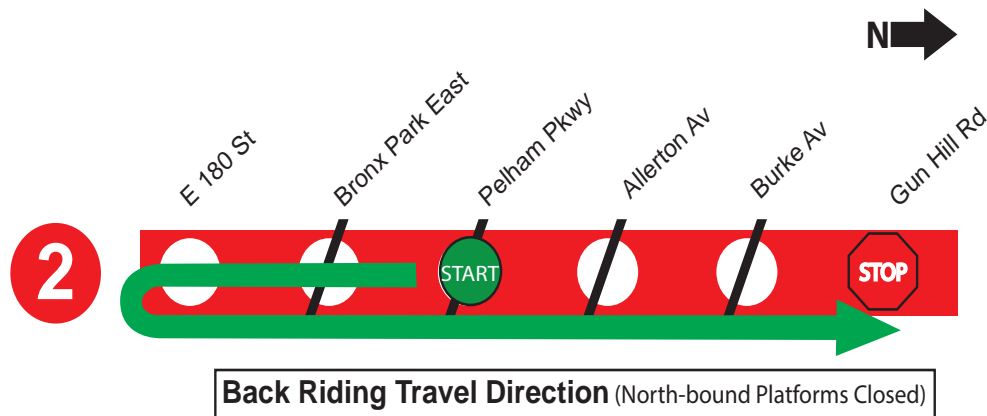 N
E 180 St
Bronx Park East
Pelham Pkwy
Allerton Av
Burke Av
Gun Hill Rd
2
START
STOP
Back Riding Travel Direction (North-bound Platforms Closed)